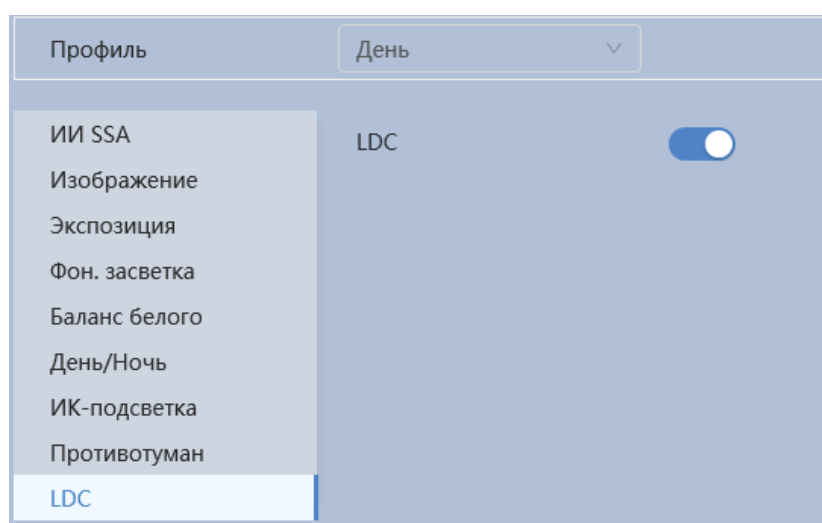 Профиль
День
ИИ SSA
LDC
Изображение
Экспозиция
Фон. засветка
Баланс белого
День/Ночь
ИК-подсветка
Противотуман
LDC